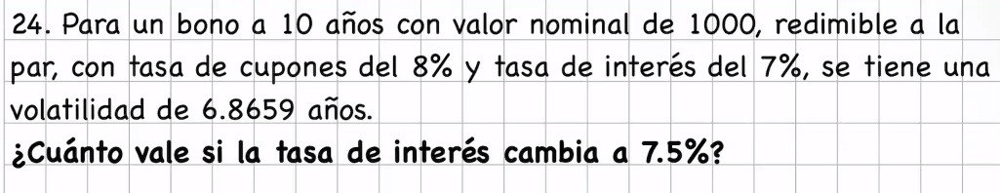 24. Para un bono a 10 años con valor nominal de 1000, redimible a la
par, con tasa de cupones del 8% y tasa de interés del 7%, se tiene una
volatilidad de 6.8659 años.
¿Cuánto vale si la tasa de interés cambia a 7.5%?